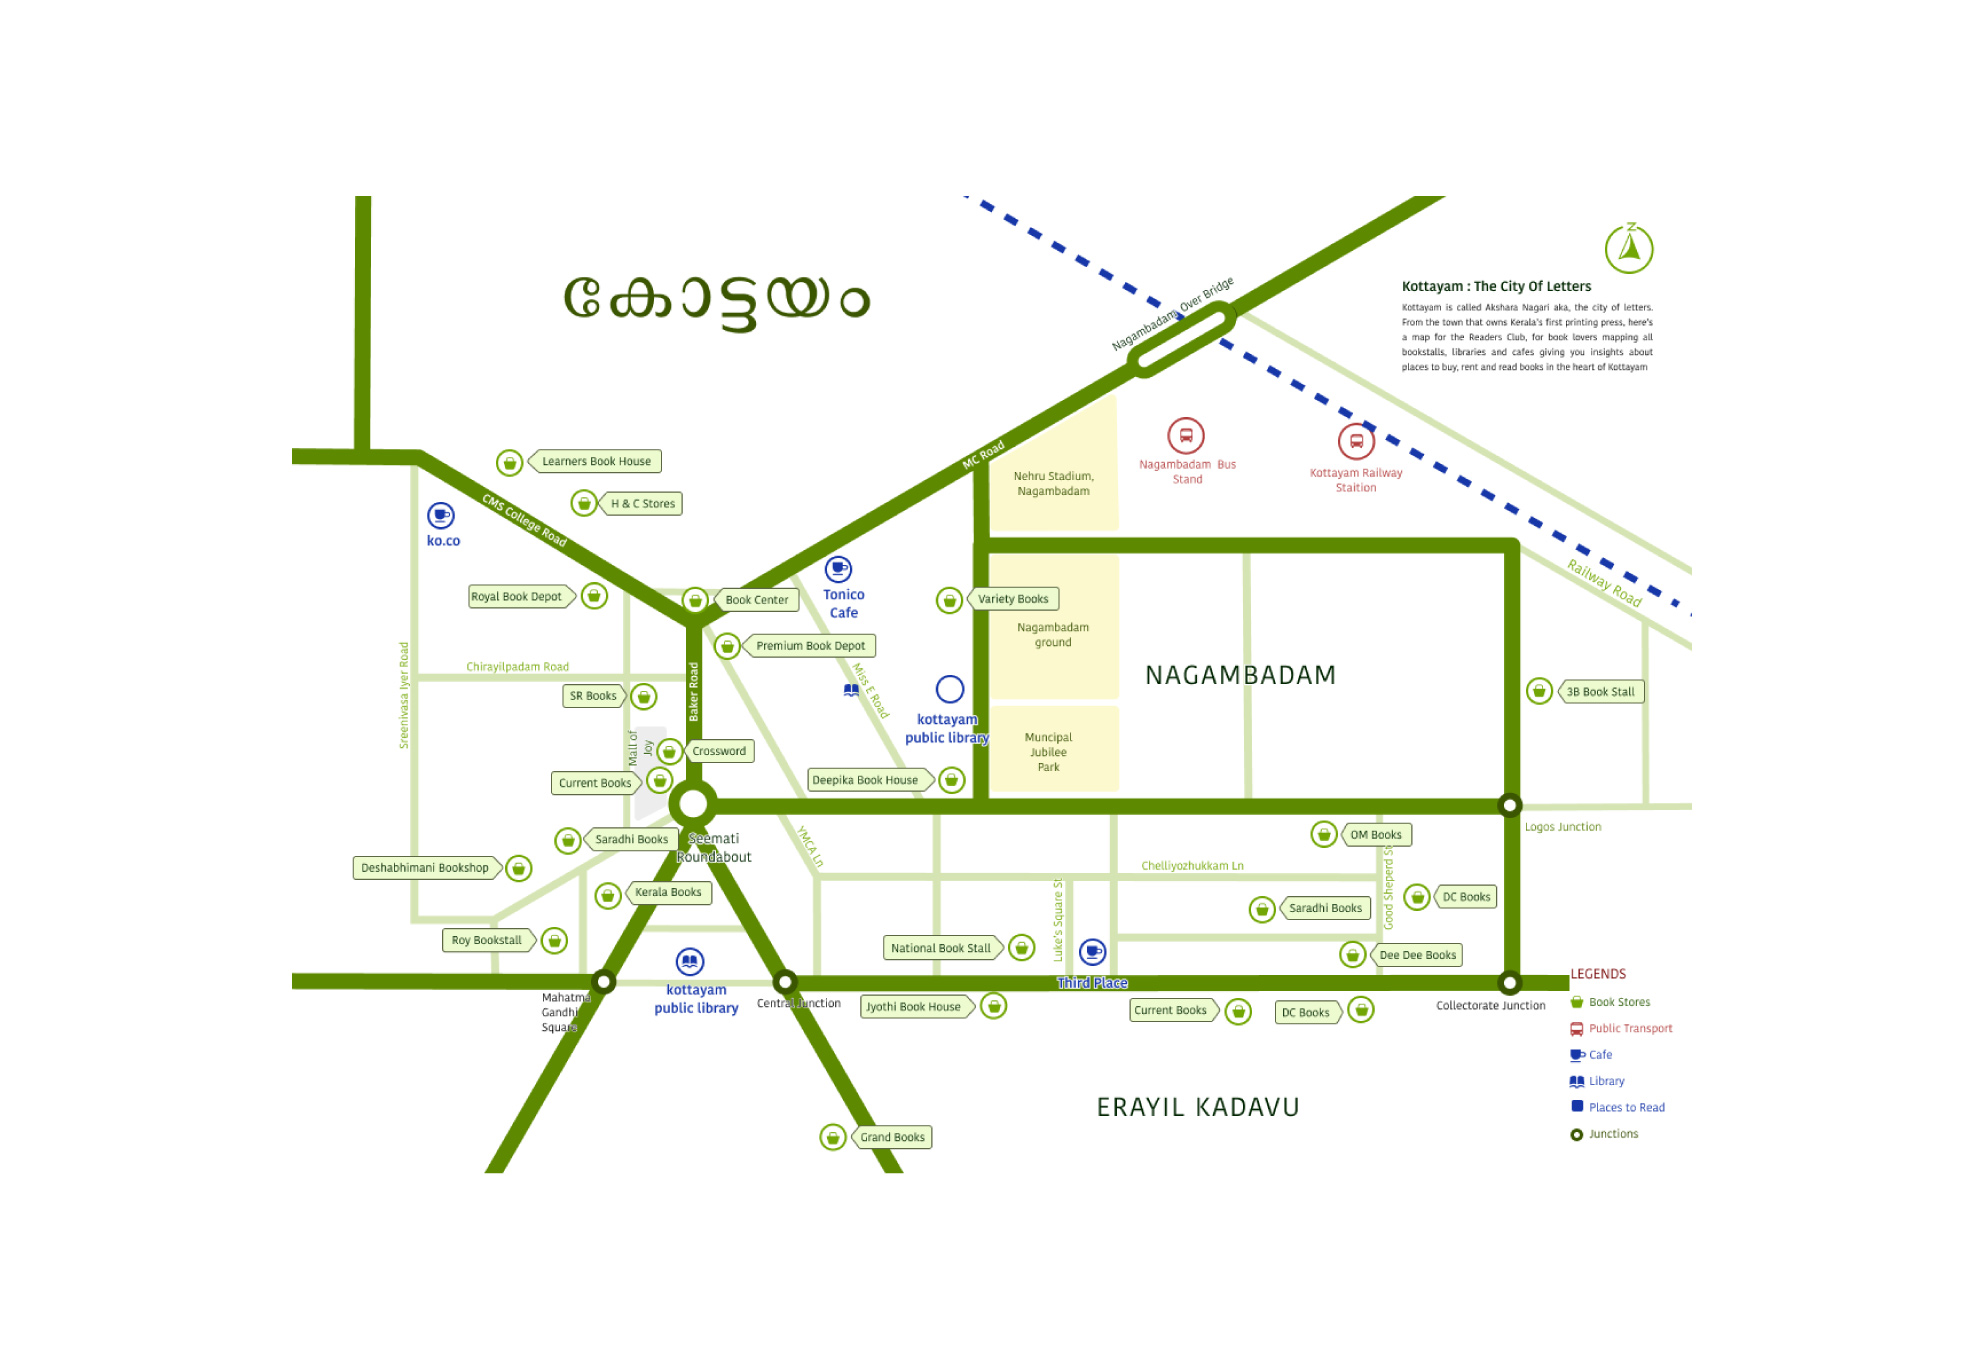 കോട്ടയം
Z
Kottayam : The City Of Letters
Kottayam is called Akshara Nagari aka, the city of letters.
From the town that owns Kerala's first printing press, here's
a map for the Readers Club, for book lovers mapping all
bookstalls, libraries and cafes giving you insights about
places to buy, rent and read books in the heart of Kottayam
Nagambadam Over Bridge
MC Road
Nehru Stadium,
Nagambadam
Nagambadam Bus
Stand
Kottayam Railway
Staition
Learners Book House
H & C Stores
CMS College Road
ko.co
Royal Book Depot
Book Center
Tonico
Cafe
Variety Books
Railway Road
Nagambadam
ground
Premium Book Depot
Sreenivasa Iyer Road
Chirayilpadam Road
Baker Road
Miss E Road
NAGAMBADAM
SR Books
3B Book Stall
kottayam
public library
Mall of
Joy
Crossword
Muncipal
Jubilee
Park
Current Books
Deepika Book House
Saradhi Books
Seemati
Roundabout
YMCA Ln
OM Books
Logos Junction
Deshabhimani Bookshop
Chelliyozhukkam Ln
Good Sheperd St
Kerala Books
Luke's Square St
Saradhi Books
DC Books
Roy Bookstall
National Book Stall
Dee Dee Books
kottayam
public library
Third Place
Mahatma
Gandhi
Square
Central Junction
Jyothi Book House
Current Books
DC Books
Collectorate Junction
LEGENDS
Book Stores
Public Transport
Cafe
Library
Places to Read
Junctions
ERAYIL KADAVU
Grand Books